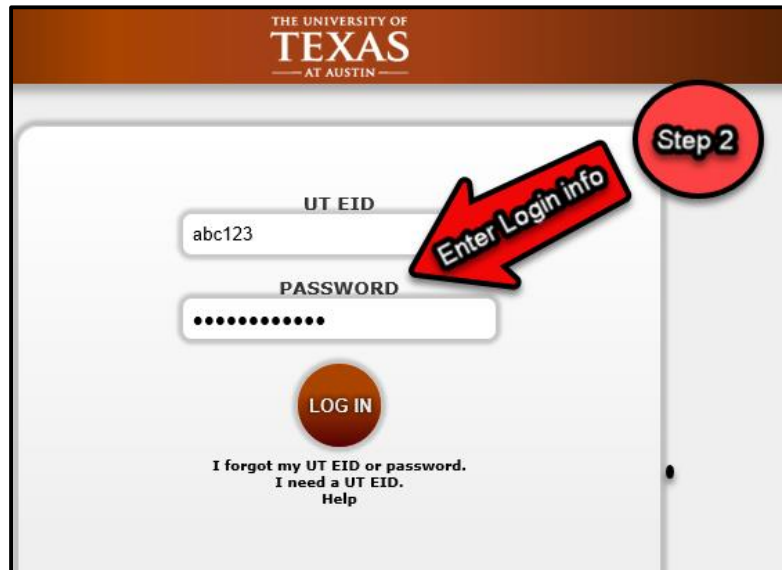 THE UNIVERSITY OF
TEXAS
AT AUSTIN
Step 2
UT EID
abc123
Enter Login info
PASSWORD
••••••••••••
LOG IN
I forgot my UT EID or password.
I need a UT EID.
Help